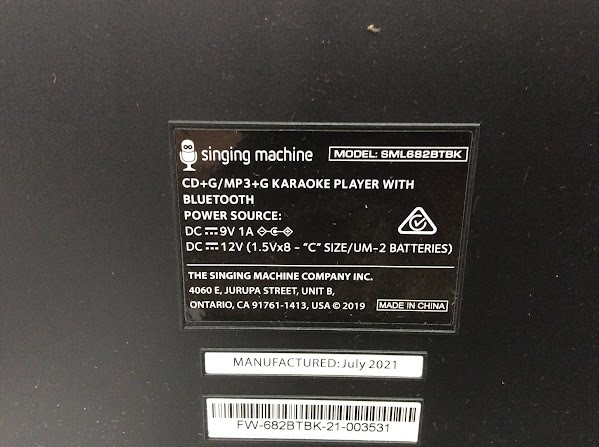 singing machine MODEL: SML682BTBK
CD+G/MP3+G KARAOKE PLAYER WITH
BLUETOOTH
POWER SOURCE:
DC ⎓ 9V 1A
DC ⎓ 12V (1.5Vx8 – “C” SIZE/UM-2 BATTERIES)
THE SINGING MACHINE COMPANY INC.
4060 E, JURUPA STREET, UNIT B,
ONTARIO, CA 91761-1413, USA © 2019 MADE IN CHINA
MANUFACTURED: July 2021
FW-682BTBK-21-003531